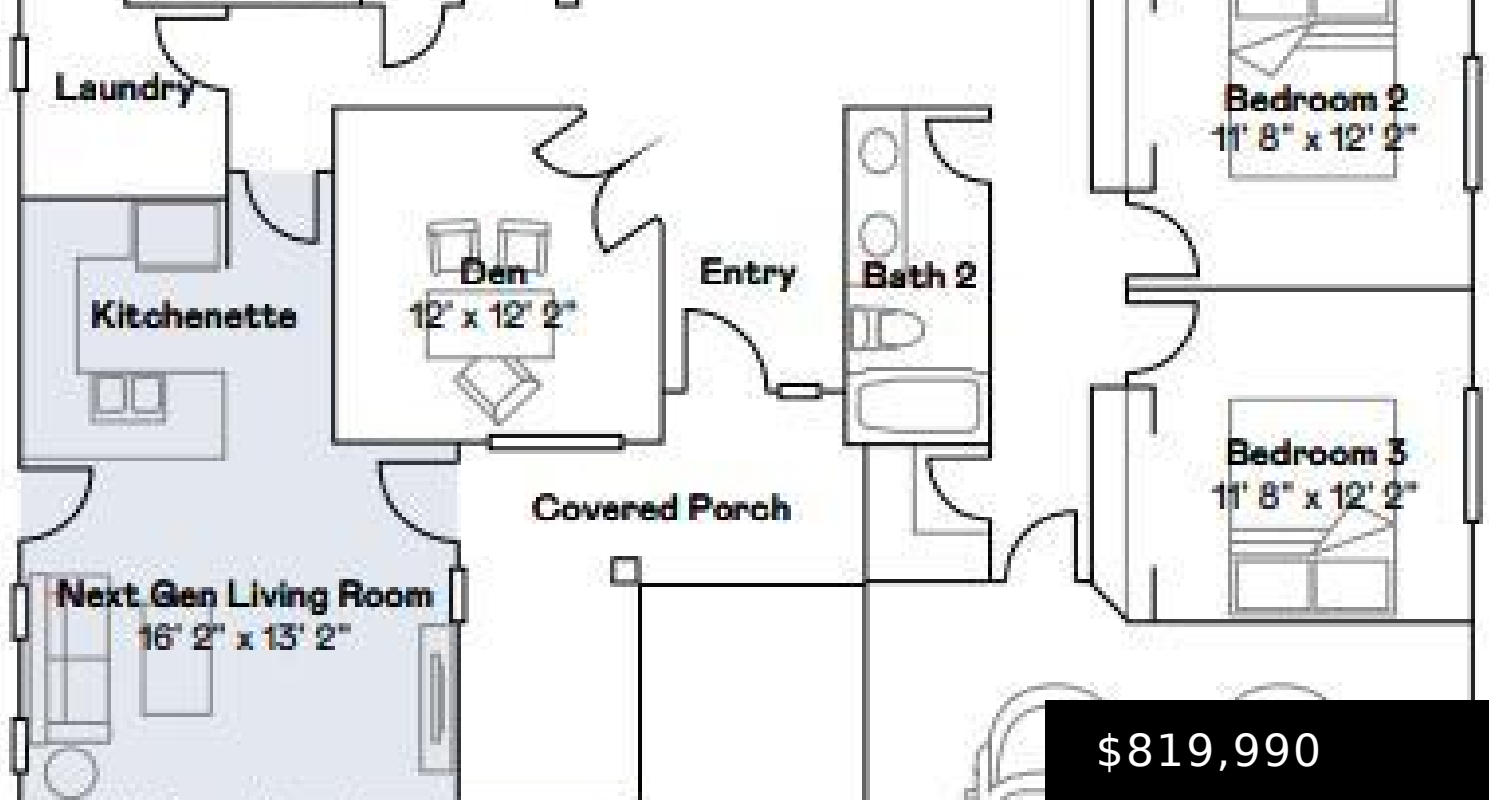 Laundry
Bedroom 2
11' 8" x 12' 2"
Den
12' x 12' 2"
Entry
Bath 2
Kitchenette
Bedroom 3
11' 8" x 12' 2"
Covered Porch
Next Gen Living Room
16' 2" x 13' 2"
$819,990